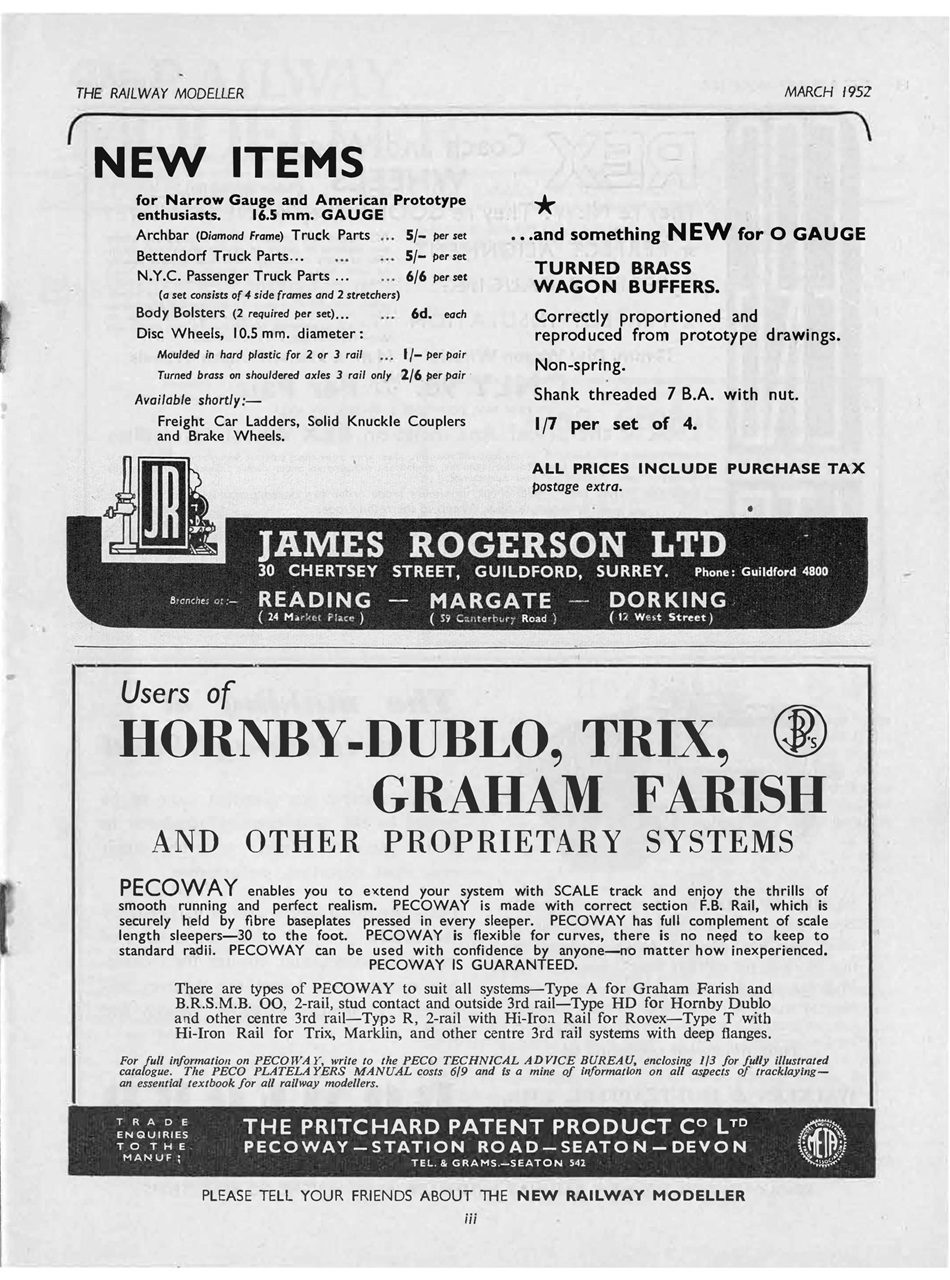 THE RAILWAY MODELLER
MARCH 1952
NEW ITEMS
for Narrow Gauge and American Prototype
enthusiasts. 16.5 mm. GAUGE
Archbar (Diamond Frame) Truck Parts ... 5/– per set
Bettendorf Truck Parts... ... ... 5/– per set
N.Y.C. Passenger Truck Parts ... ... 6/6 per set
(a set consists of 4 side frames and 2 stretchers)
Body Bolsters (2 required per set)... ... 6d. each
Disc Wheels, 10.5 mm. diameter :
Moulded in hard plastic for 2 or 3 rail ... 1/– per pair
Turned brass on shouldered axles 3 rail only 2/6 per pair
Available shortly:—
Freight Car Ladders, Solid Knuckle Couplers
and Brake Wheels.
★
...and something NEW for O GAUGE
TURNED BRASS
WAGON BUFFERS.
Correctly proportioned and
reproduced from prototype drawings.
Non-spring.
Shank threaded 7 B.A. with nut.
1/7 per set of 4.
ALL PRICES INCLUDE PURCHASE TAX
postage extra.
JR
JAMES ROGERSON LTD
30 CHERTSEY STREET, GUILDFORD, SURREY. Phone: Guildford 4800
Branches at:— READING — MARGATE — DORKING
( 24 Market Place ) ( 59 Canterbury Road ) ( 12 West Street )
Users of
HORNBY-DUBLO, TRIX,
GRAHAM FARISH
AND OTHER PROPRIETARY SYSTEMS
PECOWAY enables you to extend your system with SCALE track and enjoy the thrills of
smooth running and perfect realism. PECOWAY is made with correct section F.B. Rail, which is
securely held by fibre baseplates pressed in every sleeper. PECOWAY has full complement of scale
length sleepers—30 to the foot. PECOWAY is flexible for curves, there is no need to keep to
standard radii. PECOWAY can be used with confidence by anyone—no matter how inexperienced.
PECOWAY IS GUARANTEED.
There are types of PECOWAY to suit all systems—Type A for Graham Farish and
B.R.S.M.B. OO, 2-rail, stud contact and outside 3rd rail—Type HD for Hornby Dublo
and other centre 3rd rail—Type R, 2-rail with Hi-Iron Rail for Rovex—Type T with
Hi-Iron Rail for Trix, Marklin, and other centre 3rd rail systems with deep flanges.
For full information on PECOWAY, write to the PECO TECHNICAL ADVICE BUREAU, enclosing 1/3 for fully illustrated
catalogue. The PECO PLATELAYERS MANUAL costs 6/9 and is a mine of information on all aspects of tracklaying—
an essential textbook for all railway modellers.
TRADE
ENQUIRIES
TO THE
MANUF;
THE PRITCHARD PATENT PRODUCT Cº LTD
PECOWAY—STATION ROAD—SEATON—DEVON
TEL. & GRAMS.—SEATON 542
META
PLEASE TELL YOUR FRIENDS ABOUT THE NEW RAILWAY MODELLER
iii